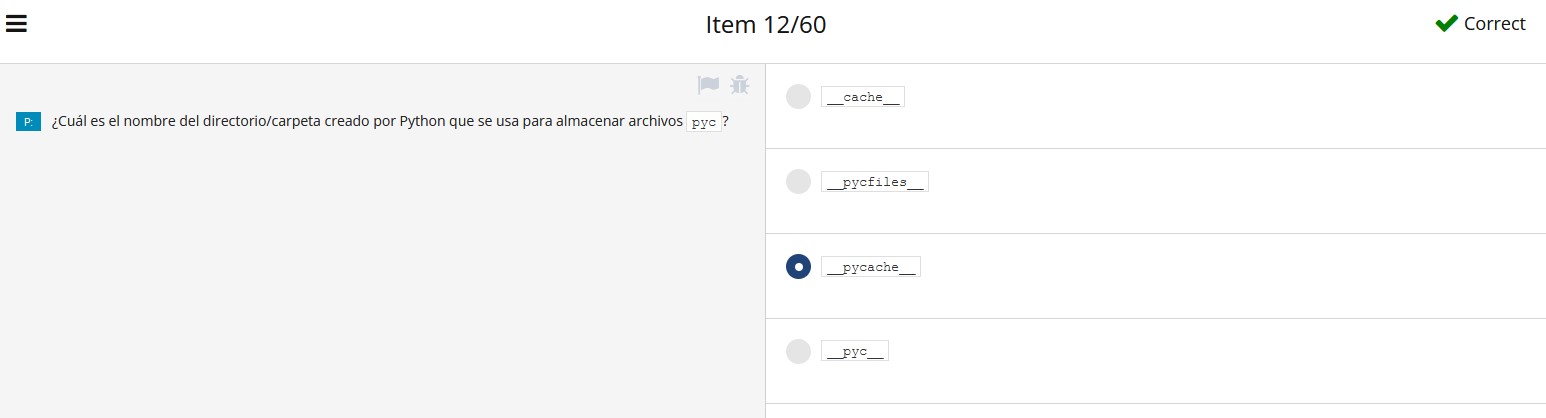 Item 12/60
Correct
P: ¿Cuál es el nombre del directorio/carpeta creado por Python que se usa para almacenar archivos pyc ?
__cache__
__pycfiles__
__pycache__
__pyc__